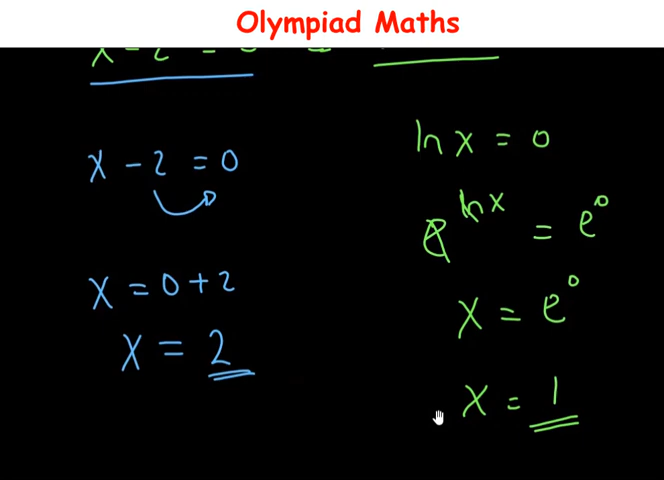 Olympiad Maths
x - 2 = 0
x = 0 + 2
x = 2
ln x = 0
e^{ln x} = e^0
x = e^0
x = 1